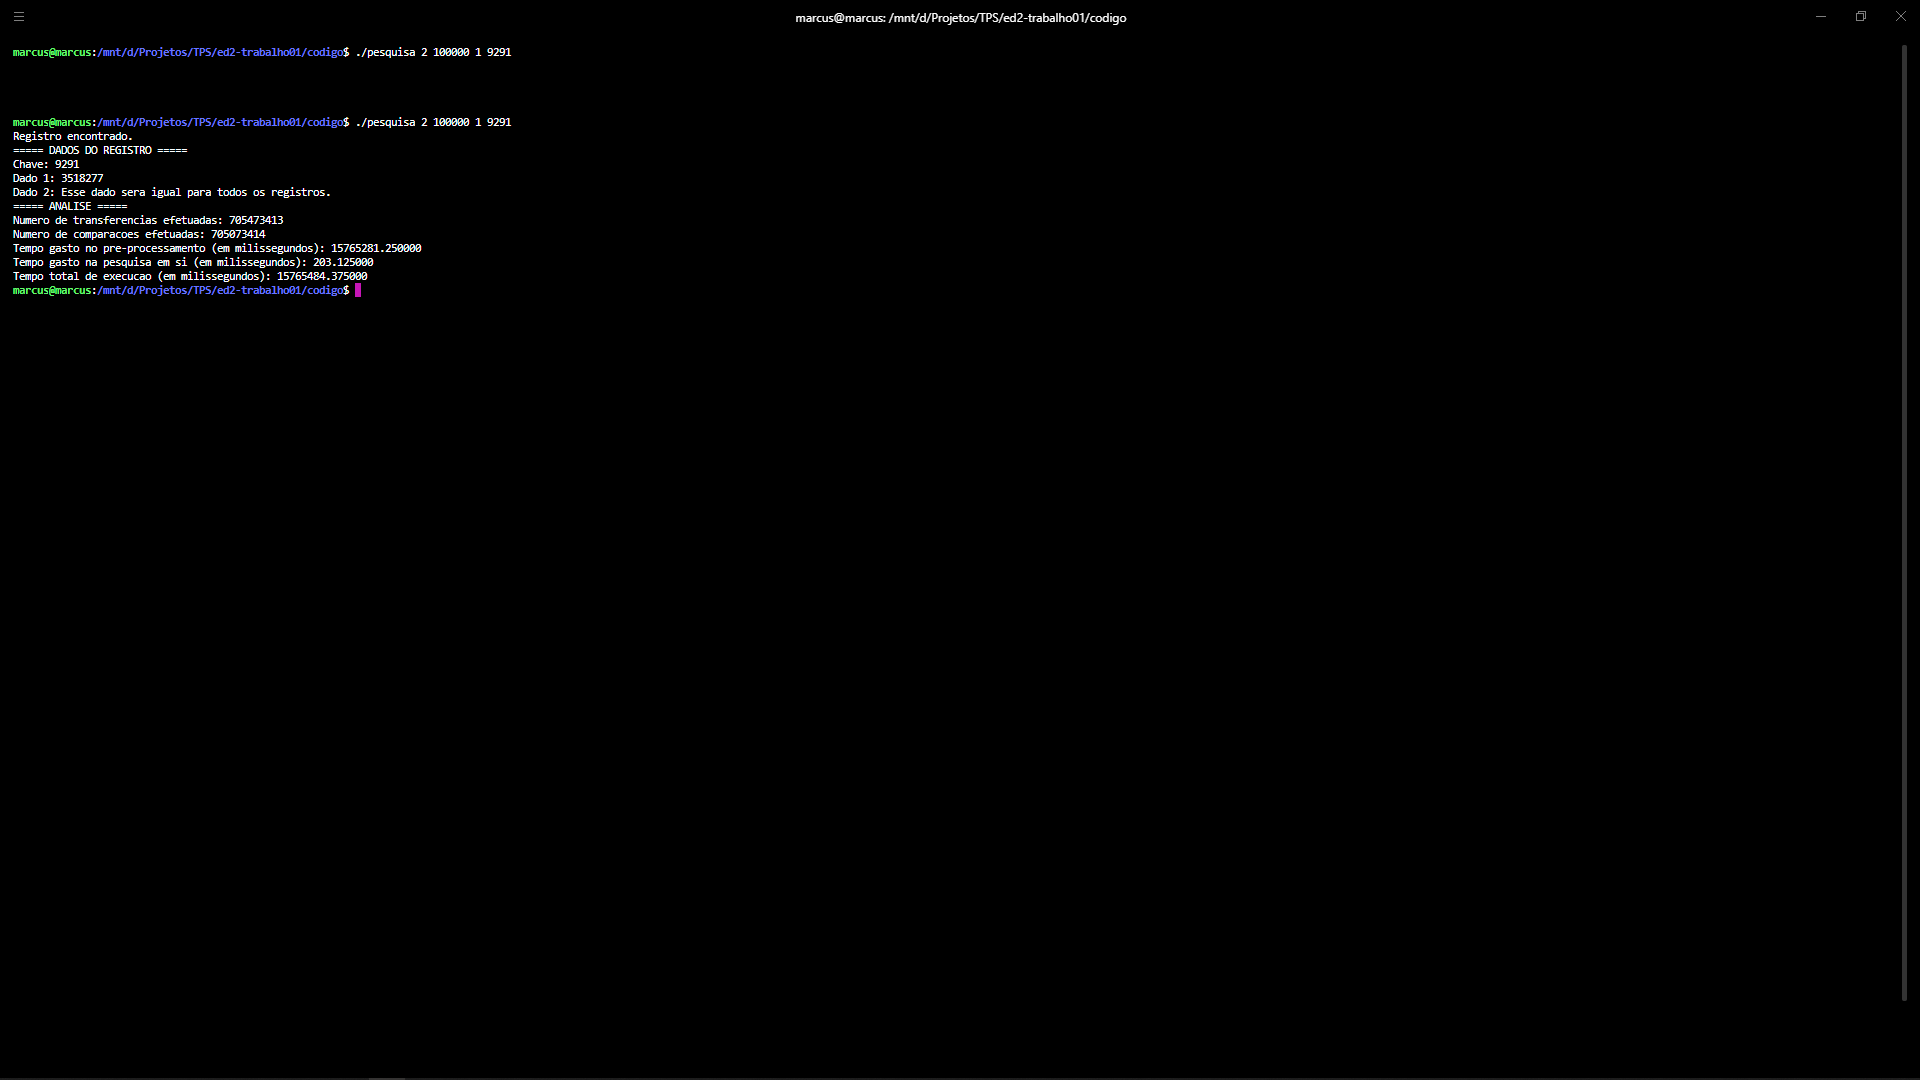 marcus@marcus: /mnt/d/Projetos/TPS/ed2-trabalho01/codigo
marcus@marcus:/mnt/d/Projetos/TPS/ed2-trabalho01/codigo$ ./pesquisa 2 100000 1 9291
marcus@marcus:/mnt/d/Projetos/TPS/ed2-trabalho01/codigo$ ./pesquisa 2 100000 1 9291
Registro encontrado.
===== DADOS DO REGISTRO =====
Chave: 9291
Dado 1: 3518277
Dado 2: Esse dado sera igual para todos os registros.
===== ANALISE =====
Numero de transferências efetuadas: 705473413
Numero de comparacoes efetuadas: 705073414
Tempo gasto no pre-processamento (em milissegundos): 15765281.250000
Tempo gasto na pesquisa em si (em milissegundos): 203.125000
Tempo total de execucao (em milissegundos): 15765484.375000
marcus@marcus:/mnt/d/Projetos/TPS/ed2-trabalho01/codigo$